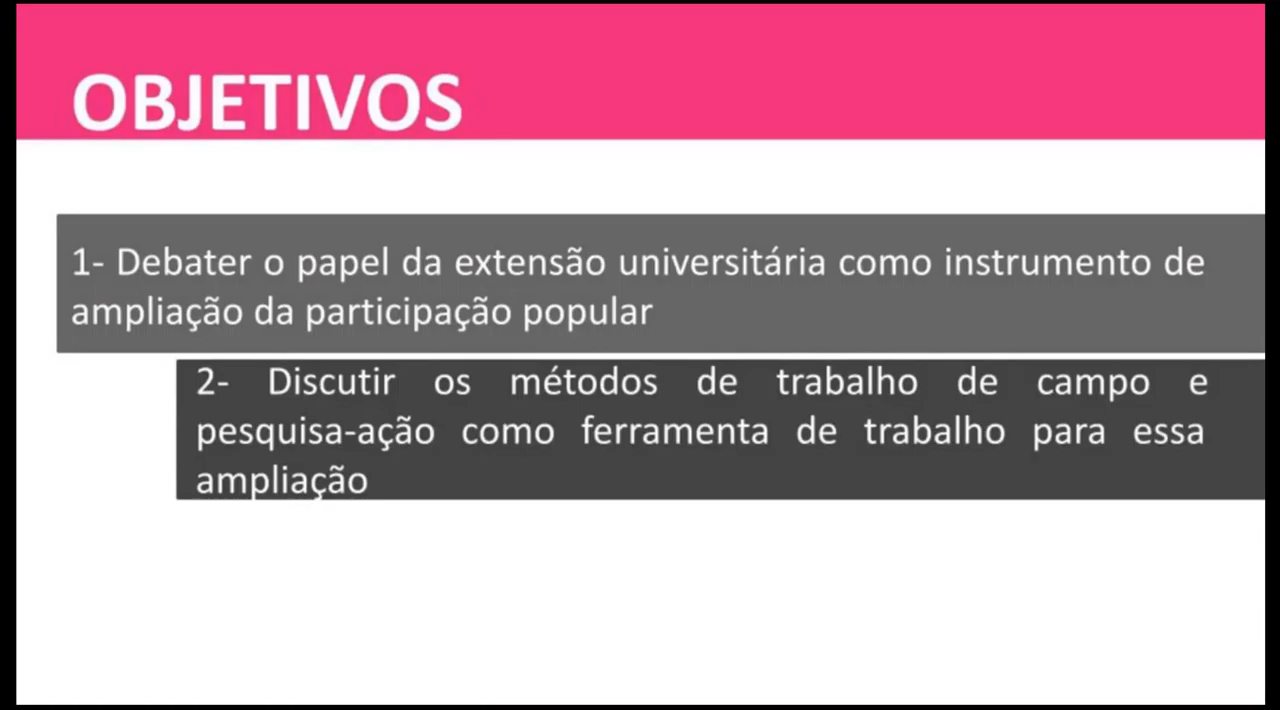 OBJETIVOS
1- Debater o papel da extensão universitária como instrumento de
ampliação da participação popular
2- Discutir os métodos de trabalho de campo e
pesquisa-ação como ferramenta de trabalho para essa
ampliação